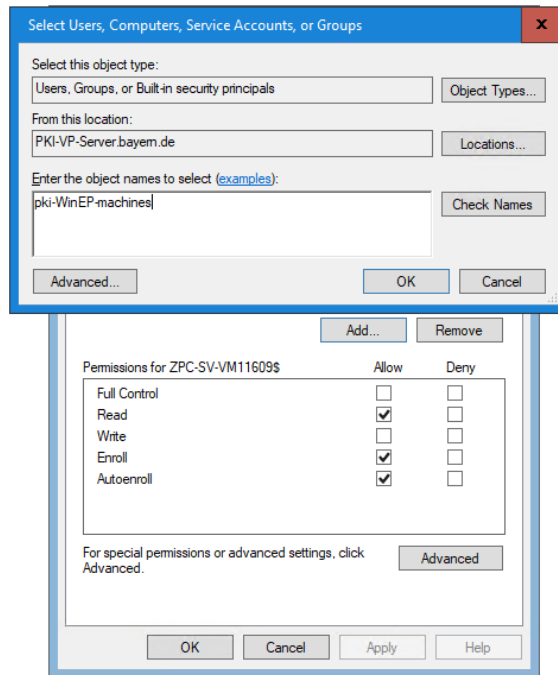 Select Users, Computers, Service Accounts, or Groups
x
Select this object type:
Users, Groups, or Built-in security principals
Object Types...
From this location:
PKI-VP-Server.bayern.de
Locations...
Enter the object names to select (examples):
pki-WinEP-machines
Check Names
Advanced...
OK
Cancel
Add...
Remove
Permissions for ZPC-SV-VM11609$
Allow
Deny
Full Control
Read
Write
Enroll
Autoenroll
For special permissions or advanced settings, click
Advanced.
Advanced
OK
Cancel
Apply
Help